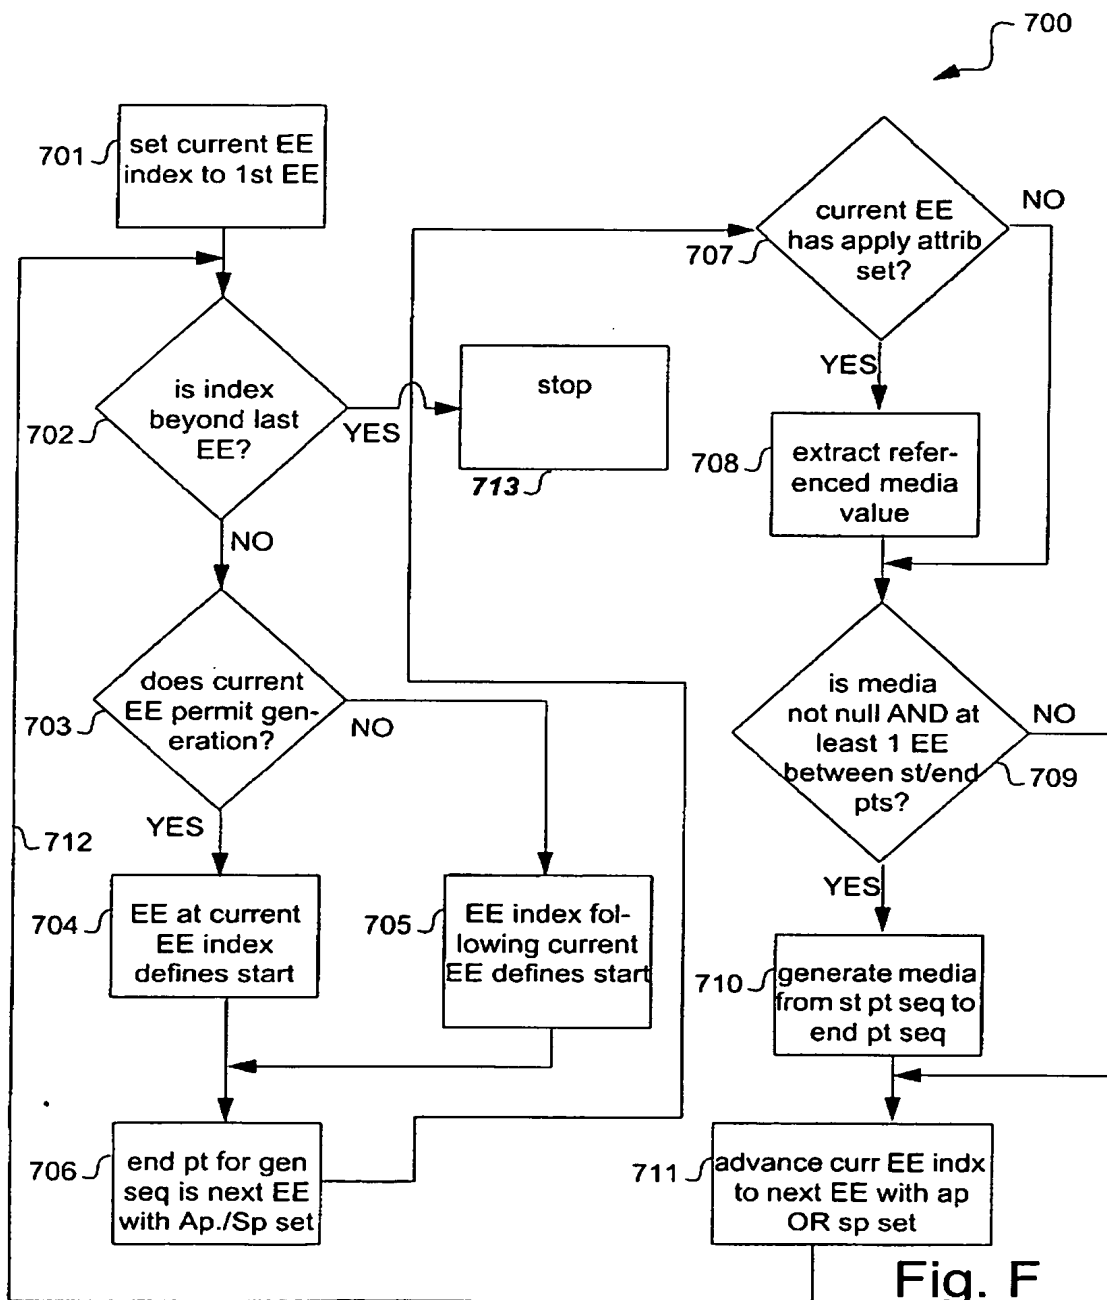 700
701
set current EE
index to 1st EE
702
is index
beyond last
EE?
YES
stop
713
NO
703
does current
EE permit gen-
eration?
NO
YES
712
704
EE at current
EE index
defines start
705
EE index fol-
lowing current
EE defines start
706
end pt for gen
seq is next EE
with Ap./Sp set
707
current EE
has apply attrib
set?
NO
YES
708
extract refer-
enced media
value
is media
not null AND at
least 1 EE
between st/end
pts?
NO
709
YES
710
generate media
from st pt seq to
end pt seq
711
advance curr EE indx
to next EE with ap
OR sp set
Fig. F